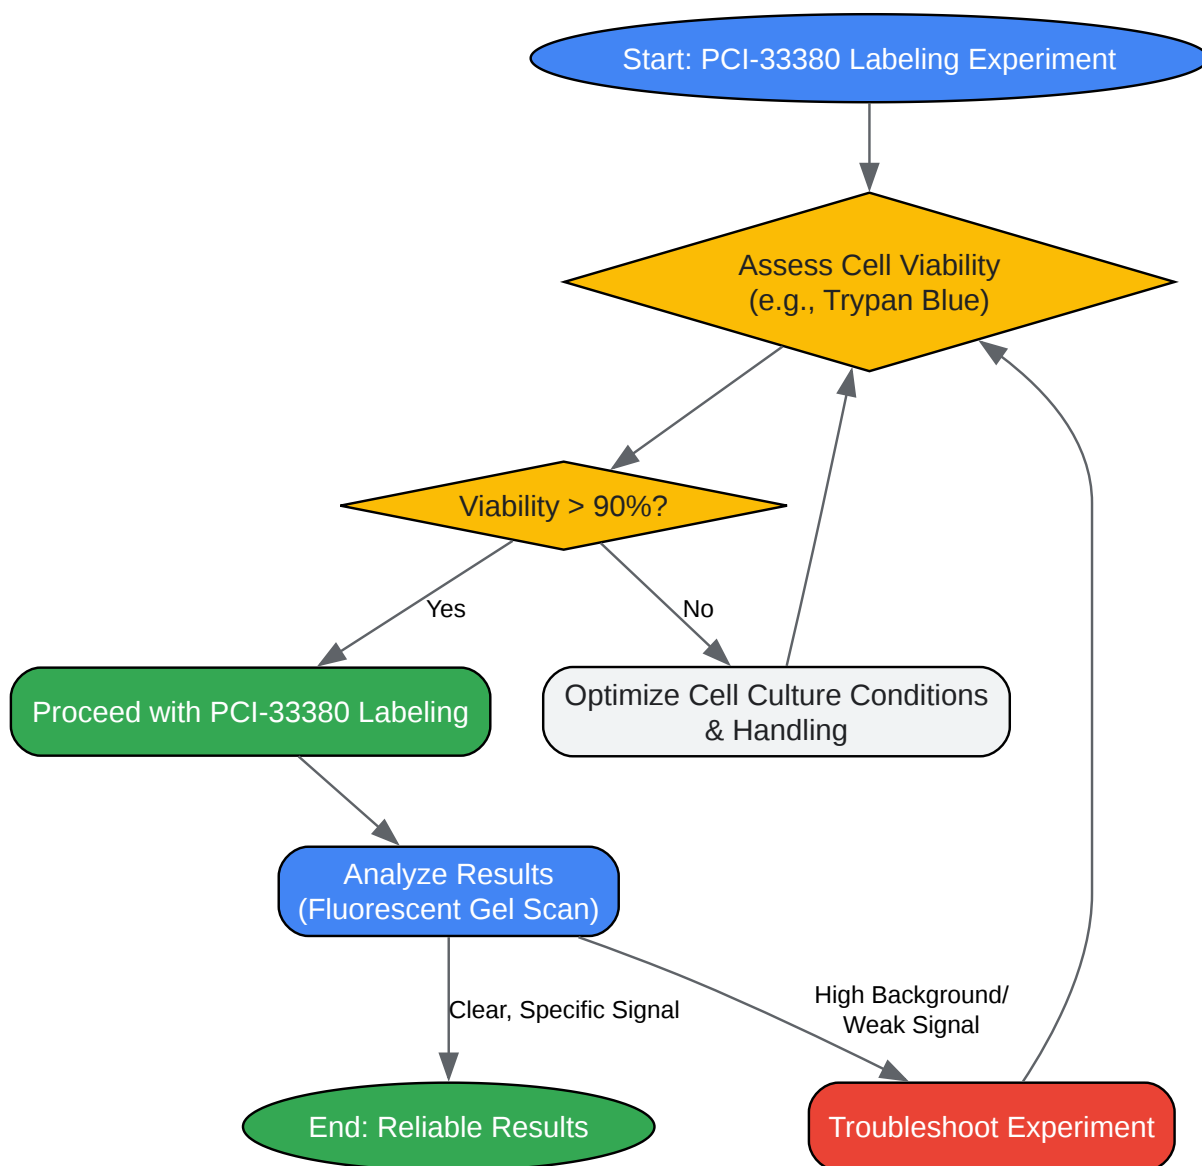 Start: PCI-33380 Labeling Experiment
Assess Cell Viability
(e.g., Trypan Blue)
Viability > 90%?
Yes
No
Proceed with PCI-33380 Labeling
Optimize Cell Culture Conditions
& Handling
Analyze Results
(Fluorescent Gel Scan)
Clear, Specific Signal
High Background/
Weak Signal
End: Reliable Results
Troubleshoot Experiment